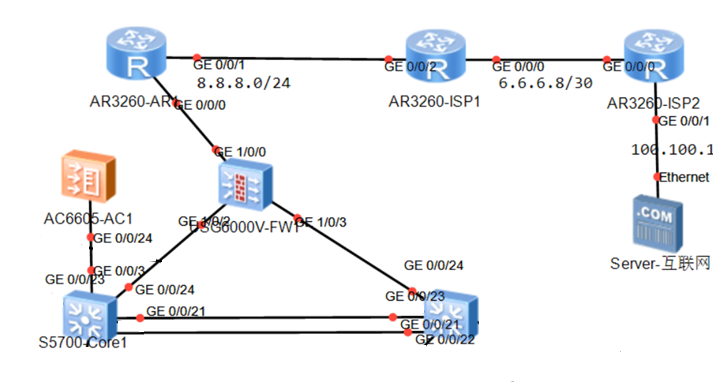 GE 0/0/1
GE 0/0/2
GE 0/0/0
GE 0/0/0
8.8.8.0/24
6.6.6.8/30
AR3260-AR1
GE 0/0/0
AR3260-ISP1
AR3260-ISP2
GE 0/0/1
GE 1/0/0
100.100.1
Ethernet
AC6605-AC1
GE 1/0/2
USG6000V-FW1
GE 1/0/3
GE 0/0/24
Server-互联网
GE 0/0/24
GE 0/0/3
GE 0/0/23
GE 0/0/24
GE 0/0/23
GE 0/0/21
GE 0/0/21
S5700-Core1
GE 0/0/22